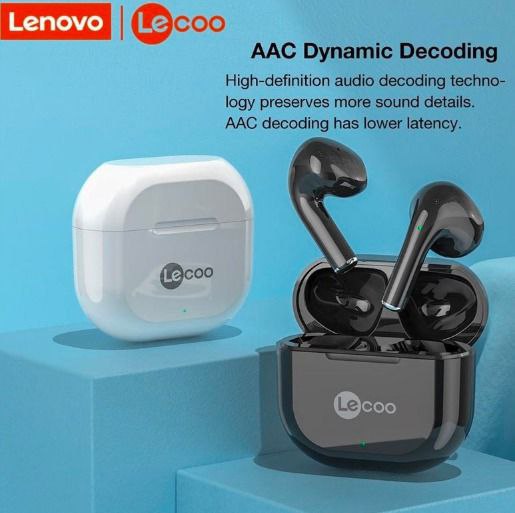 Lenovo Lecoo
AAC Dynamic Decoding
High-definition audio decoding techno-
logy preserves more sound details.
AAC decoding has lower latency.
Lecoo
Lecoo